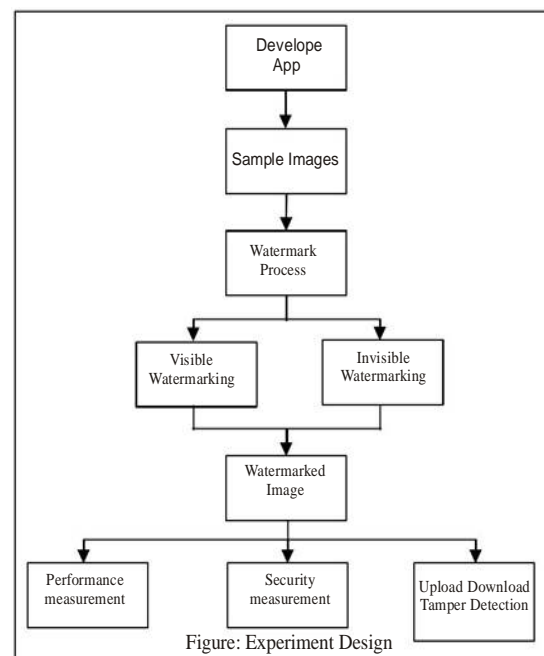 Develope
App
Sample Images
Watermark
Process
Visible
Watermarking
Invisible
Watermarking
Watermarked
Image
Performance
measurement
Security
measurement
Upload Download
Tamper Detection
Figure: Experiment Design